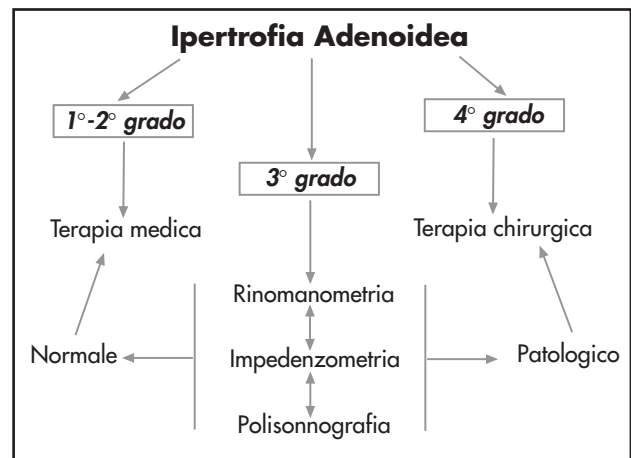 Ipertrofia Adenoidea
1°-2° grado
4° grado
3° grado
Terapia medica
Terapia chirurgica
Rinomanometria
Normale
Impedenzometria
Patologico
Polisonnografia